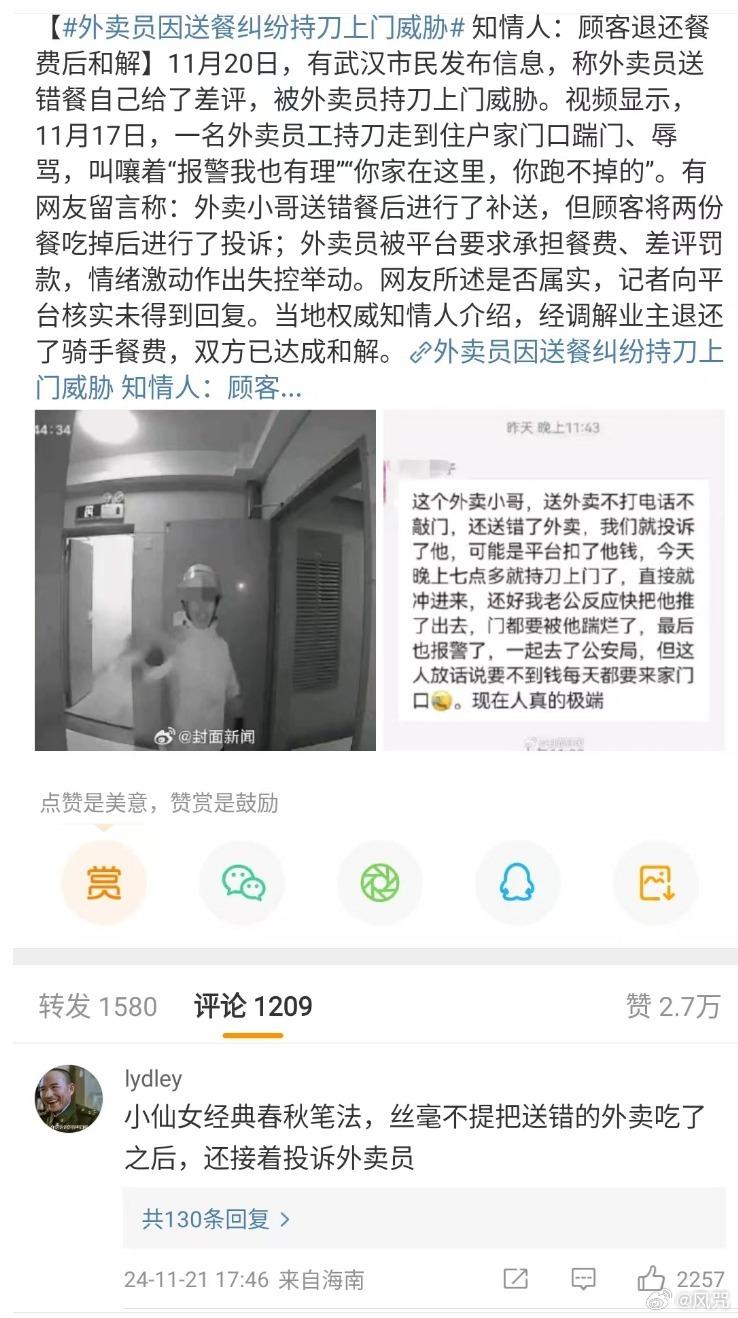 【#外卖员因送餐纠纷持刀上门威胁# 知情人：顾客退还餐
费后和解】11月20日，有武汉市民发布信息，称外卖员送
错餐自己给了差评，被外卖员持刀上门威胁。视频显示，
11月17日，一名外卖员工持刀走到住户家门口踹门、辱
骂，叫嚷着“报警我也有理”“你家在这里，你跑不掉的”。有
网友留言称：外卖小哥送错餐后进行了补送，但顾客将两份
餐吃掉后进行了投诉；外卖员被平台要求承担餐费、差评罚
款，情绪激动作出失控举动。网友所述是否属实，记者向平
台核实未得到回复。当地权威知情人介绍，经调解业主退还
了骑手餐费，双方已达成和解。外卖员因送餐纠纷持刀上
门威胁 知情人：顾客...
44:34
@封面新闻
昨天 晚上11:43
这个外卖小哥，送外卖不打电话不
敲门，还送错了外卖，我们就投诉
了他，可能是平台扣了他钱，今天
晚上七点多就持刀上门了，直接就
冲进来，还好我老公反应快把他推
了出去，门都要被他踹烂了，最后
也报警了，一起去了公安局，但这
人放话说要不到钱每天都要来家门
口。现在人真的极端
点赞是美意，赞赏是鼓励
赏
转发 1580 评论 1209 赞 2.7万
lydley
小仙女经典春秋笔法，丝毫不提把送错的外卖吃了
之后，还接着投诉外卖员
共130条回复
24-11-21 17:46 来自海南 2257
@风咒